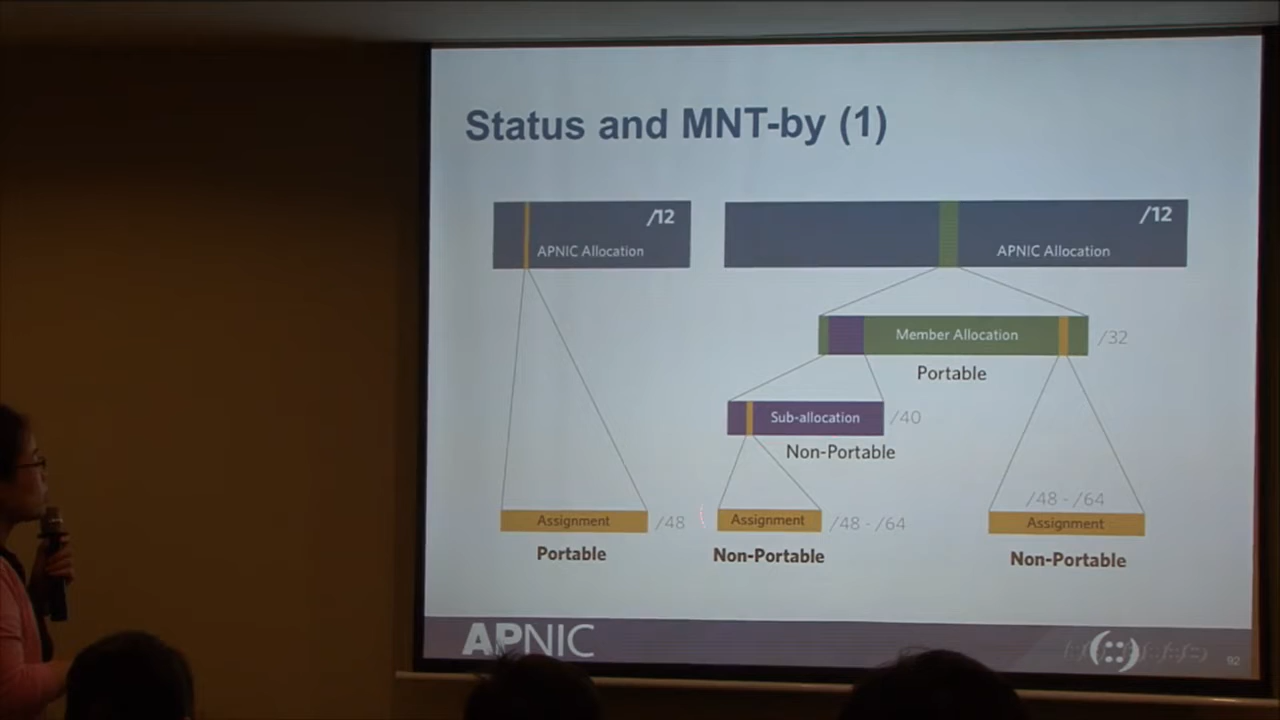 Status and MNT-by (1)
/12
APNIC Allocation
/12
APNIC Allocation
Member Allocation
/32
Portable
Sub-allocation
/40
Non-Portable
Assignment
/48
Portable
Assignment
/48 - /64
Non-Portable
/48 - /64
Assignment
Non-Portable
APNIC
92